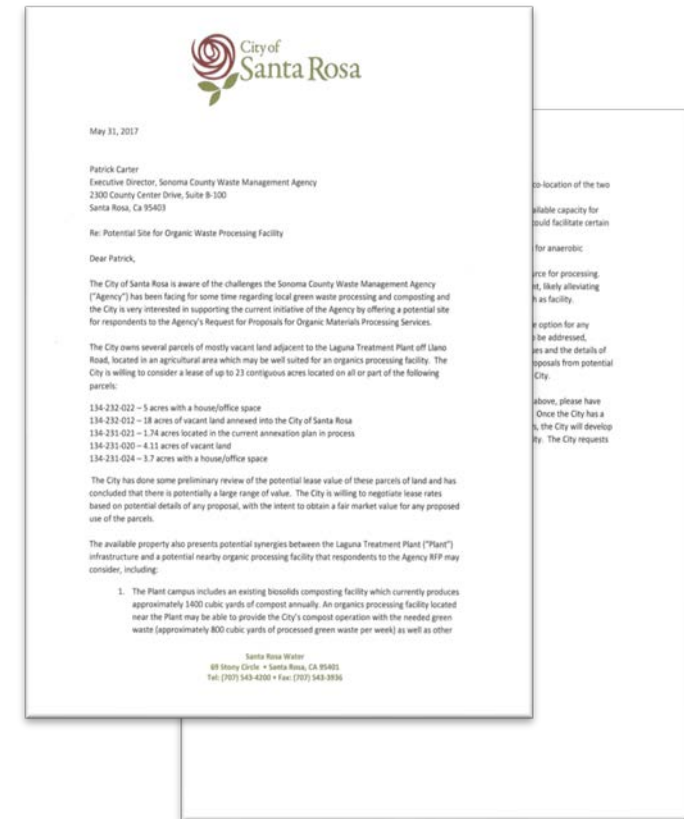 City of
Santa Rosa
May 31, 2017
Patrick Carter
Executive Director, Sonoma County Waste Management Agency
2300 County Center Drive, Suite B-100
Santa Rosa, Ca 95403
Re: Potential Site for Organic Waste Processing Facility
Dear Patrick,
The City of Santa Rosa is aware of the challenges the Sonoma County Waste Management Agency
("Agency") has been facing for some time regarding local green waste processing and composting and
the City is very interested in supporting the current initiative of the Agency by offering a potential site
for respondents to the Agency's Request for Proposals for Organic Materials Processing Services.
The City owns several parcels of mostly vacant land adjacent to the Laguna Treatment Plant off Llano
Road, located in an agricultural area which may be well suited for an organics processing facility. The
City is willing to consider a lease of up to 23 contiguous acres located on all or part of the following
parcels:
134-232-022 – 5 acres with a house/office space
134-232-012 – 18 acres of vacant land annexed into the City of Santa Rosa
134-231-021 – 1.74 acres located in the current annexation plan in process
134-231-020 – 4.11 acres of vacant land
134-231-024 – 3.7 acres with a house/office space
The City has done some preliminary review of the potential lease value of these parcels of land and has
concluded that there is potentially a large range of value. The City is willing to negotiate lease rates
based on potential details of any proposal, with the intent to obtain a fair market value for any proposed
use of the parcels.
The available property also presents potential synergies between the Laguna Treatment Plant ("Plant")
infrastructure and a potential nearby organic processing facility that respondents to the Agency RFP may
consider, including:
1. The Plant campus includes an existing biosolids composting facility which currently produces
approximately 1400 cubic yards of compost annually. An organics processing facility located
near the Plant may be able to provide the City's compost operation with the needed green
waste (approximately 800 cubic yards of processed green waste per week) as well as other
Santa Rosa Water
69 Stony Circle • Santa Rosa, CA 95401
Tel: (707) 543-4200 • Fax: (707) 543-3936
co-location of the two
capacity for
could facilitate certain
for anaerobic
for processing.
likely alleviating
as facility.
option for any
be addressed,
and the details of
from potential
City.
above, please have
Once the City has a
the City will develop
The City requests